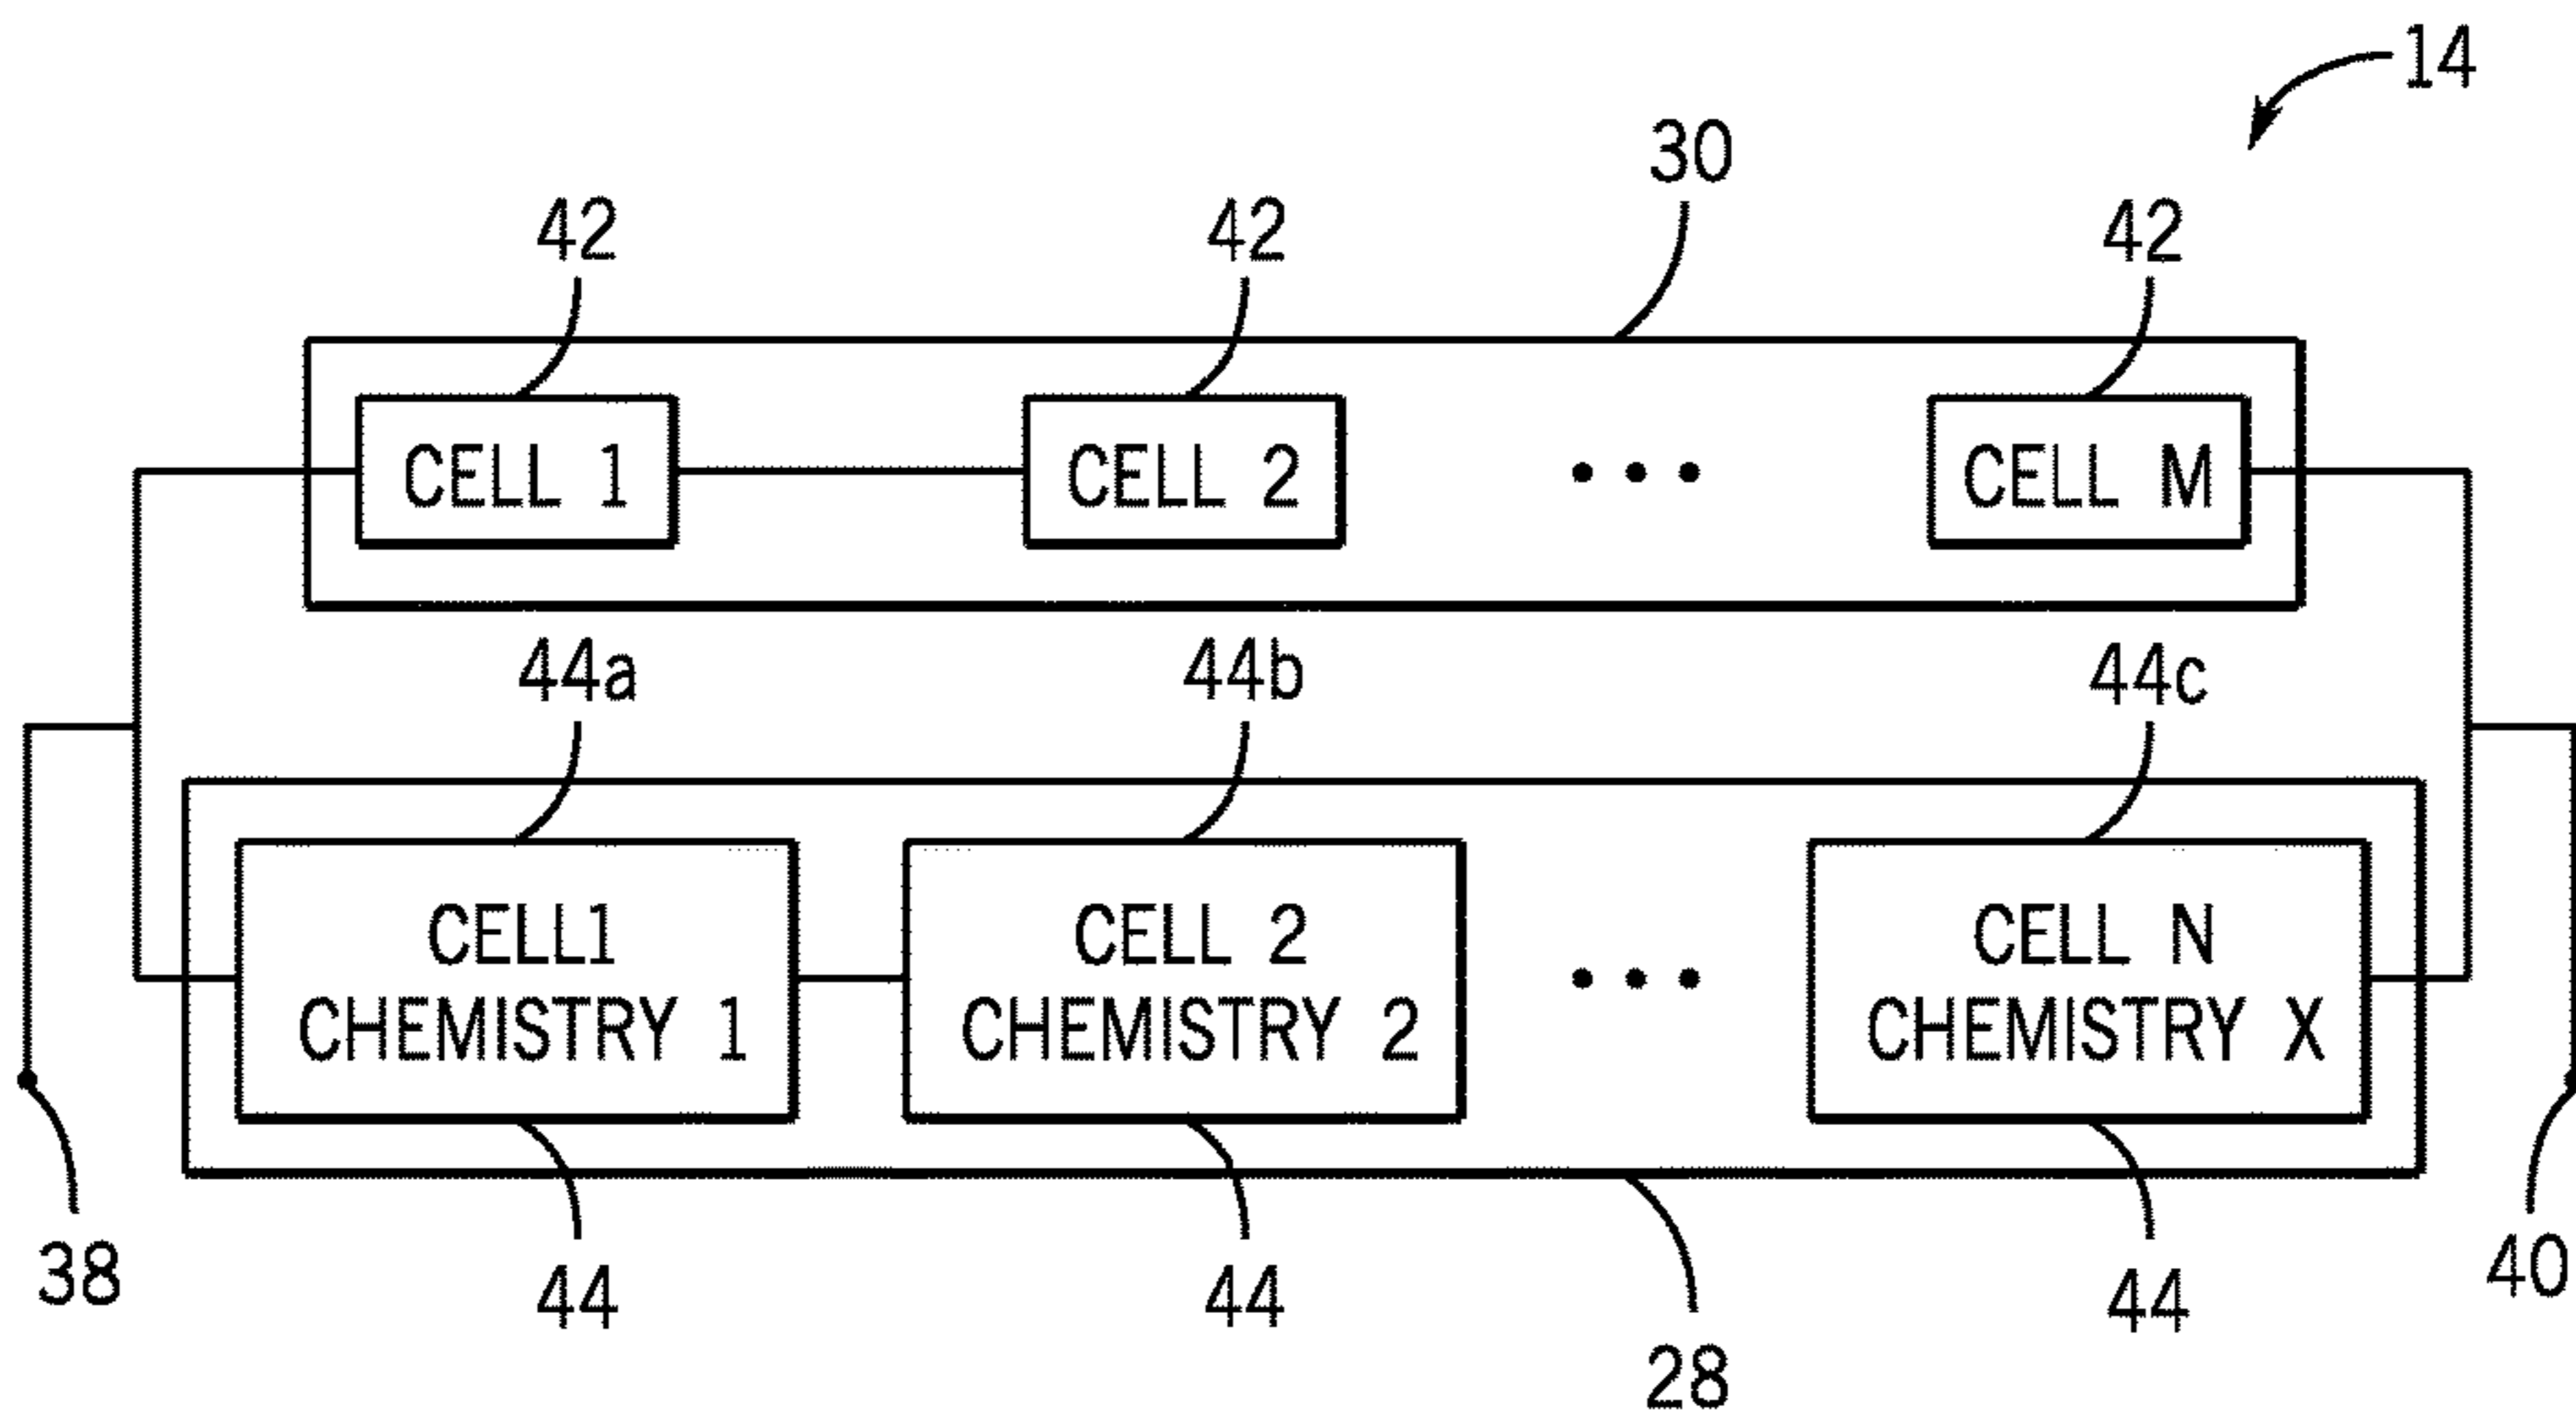 14
30
42
42
42
CELL 1
CELL 2
CELL M
44a
44b
44c
CELL1
CHEMISTRY 1
CELL 2
CHEMISTRY 2
CELL N
CHEMISTRY X
38
44
44
44
40
28